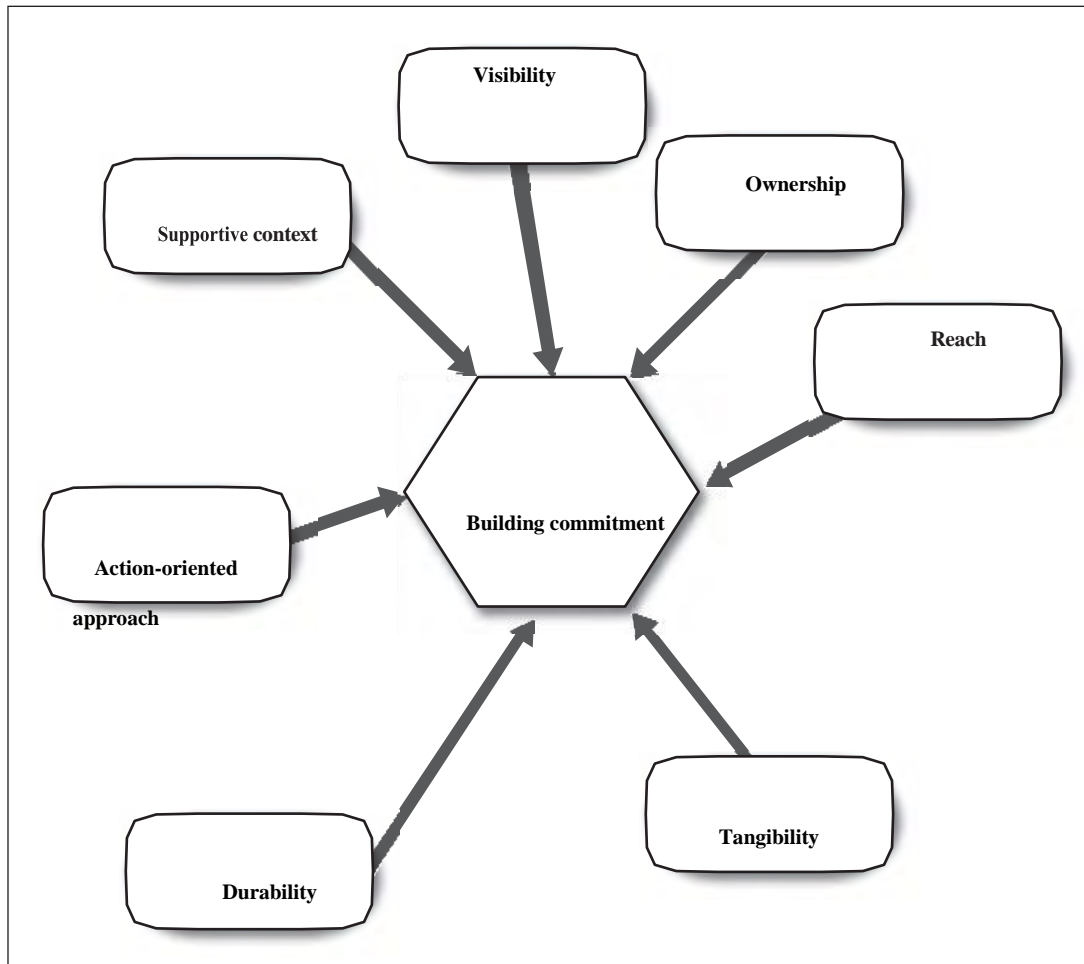 Visibility
Ownership
Supportive context
Reach
Building commitment
Action-oriented
approach
Tangibility
Durability